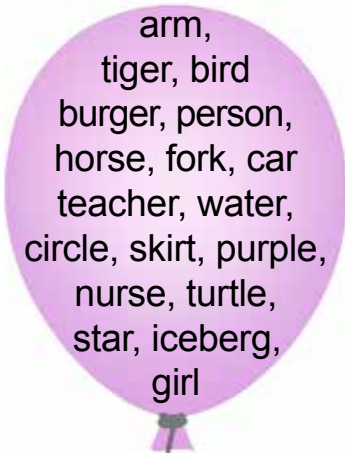 arm,
tiger, bird
burger, person,
horse, fork, car
teacher, water,
circle, skirt, purple,
nurse, turtle,
star, iceberg,
girl